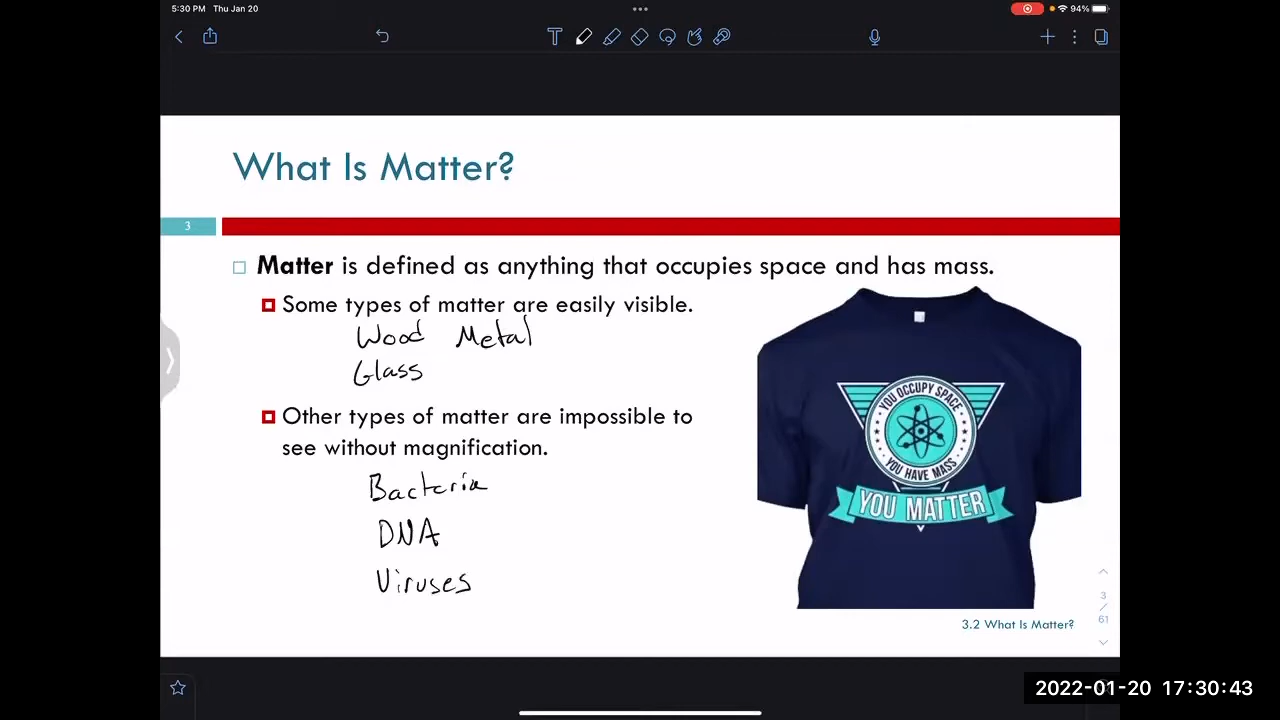 5:30 PM Thu Jan 20
94%
What Is Matter?
3
Matter is defined as anything that occupies space and has mass.
Some types of matter are easily visible.
Wood Metal
Glass
Other types of matter are impossible to
see without magnification.
Bacteria
DNA
Viruses
YOU OCCUPY SPACE
YOU HAVE MASS
YOU MATTER
3
/
61
3.2 What Is Matter?
2022-01-20 17:30:43